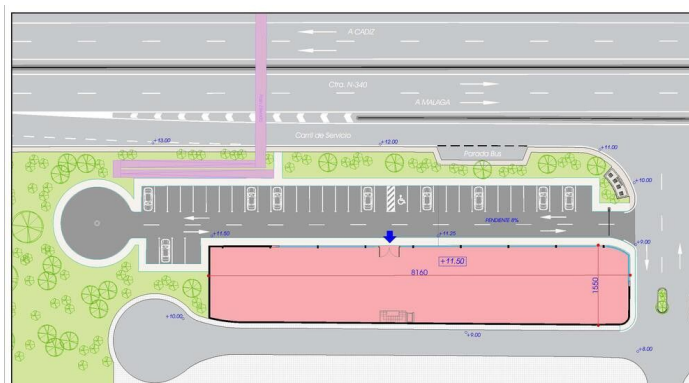 A CADIZ
Ctra. N-340
A MALAGA
Carril de Servicio
+13.00
+12.00
Parada Bus
+11.00
+10.00
PENDIENTE 4%
+11.50
+11.25
+9.00
+11.50
8160
1550
+10.00
+9.00
+8.00